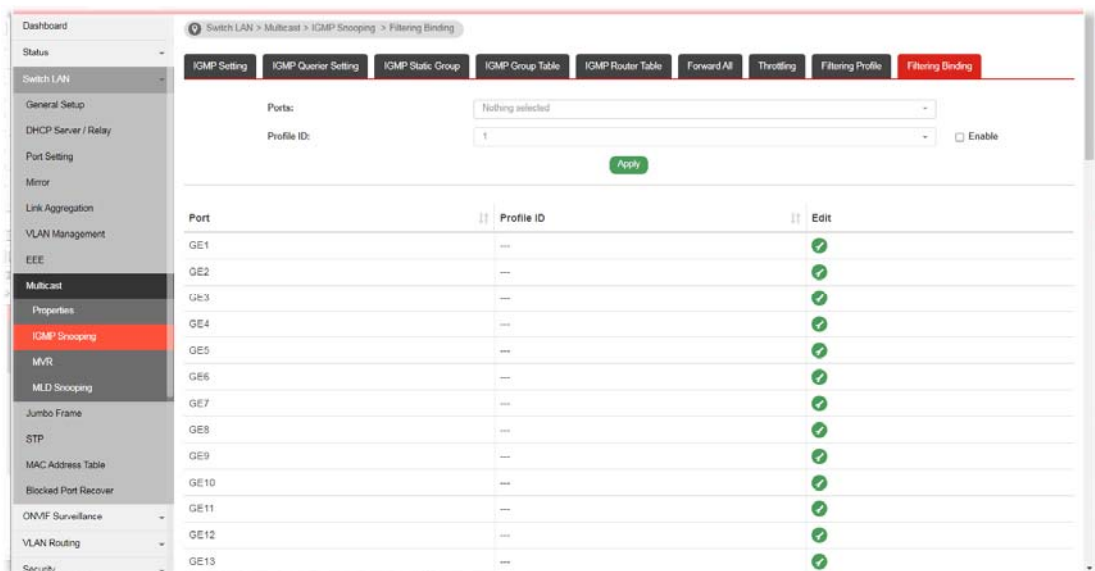 Dashboard
Status
Switch LAN
General Setup
DHCP Server / Relay
Port Setting
Mirror
Link Aggregation
VLAN Management
EEE
Multicast
Properties
IGMP Snooping
MVR
MLD Snooping
Jumbo Frame
STP
MAC Address Table
Blocked Port Recover
ONVIF Surveillance
VLAN Routing
Security
Switch LAN > Multicast > IGMP Snooping > Filtering Binding
IGMP Setting IGMP Querier Setting IGMP Static Group IGMP Group Table IGMP Router Table Forward All Throttling Filtering Profile Filtering Binding
Ports: Nothing selected
Profile ID: 1 Enable
Apply
Port Profile ID Edit
GE1 ---
GE2 ---
GE3 ---
GE4 ---
GE5 ---
GE6 ---
GE7 ---
GE8 ---
GE9 ---
GE10 ---
GE11 ---
GE12 ---
GE13 ---